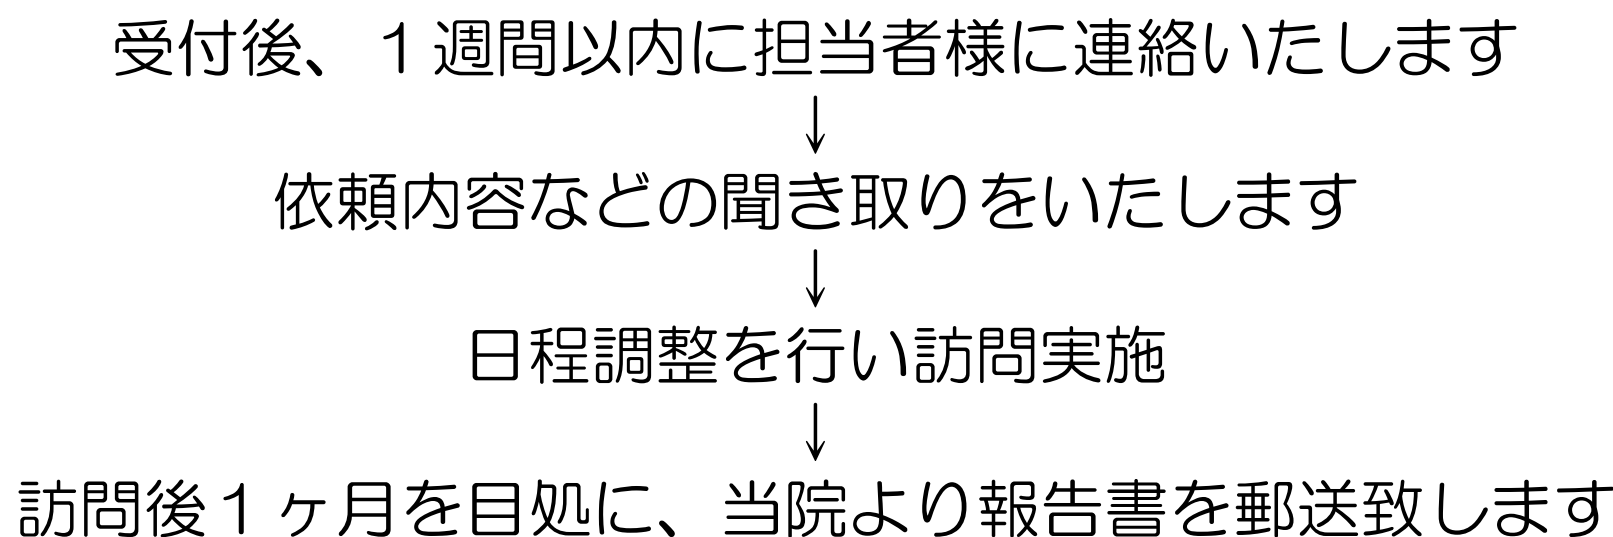 受付後、１週間以内に担当者様に連絡いたします
↓
依頼内容などの聞き取りをいたします
↓
日程調整を行い訪問実施
↓
訪問後１ヶ月を目処に、当院より報告書を郵送致します